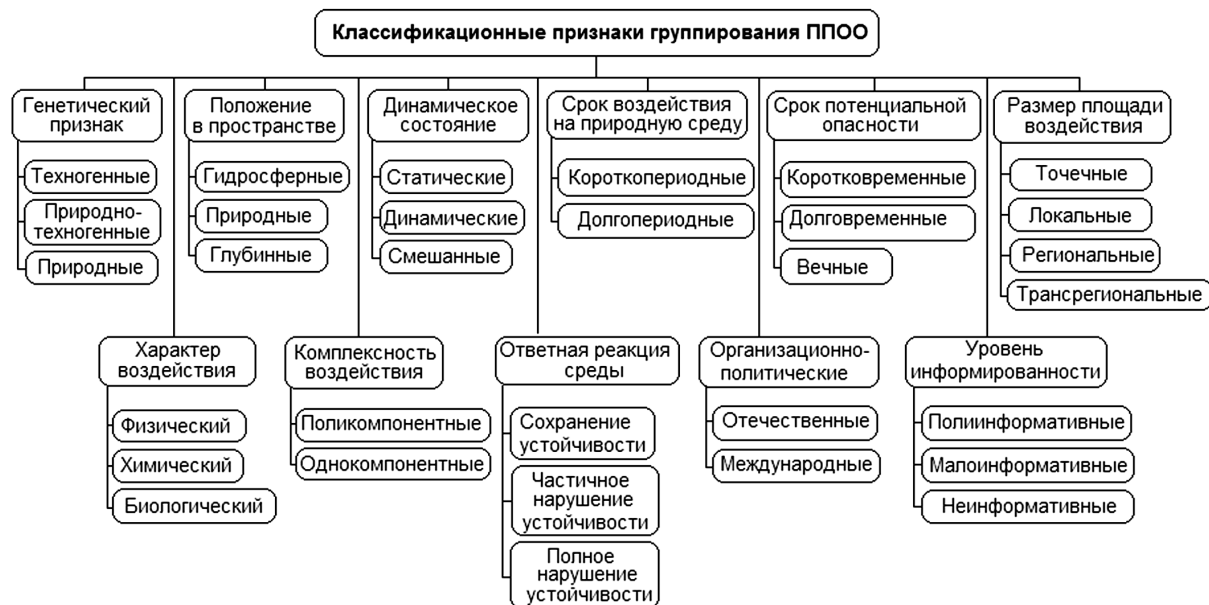 Классификационные признаки группирования ППОО
Генетический
признак
Техногенные
Природно-
техногенные
Природные
Положение
в пространстве
Гидросферные
Природные
Глубинные
Динамическое
состояние
Статические
Динамические
Смешанные
Срок воздействия
на природную среду
Короткопериодные
Долгопериодные
Срок потенциальной
опасности
Коротковременные
Долговременные
Вечные
Размер площади
воздействия
Точечные
Локальные
Региональные
Трансрегиональные
Характер
воздействия
Физический
Химический
Биологический
Комплексность
воздействия
Поликомпонентные
Однокомпонентные
Ответная реакция
среды
Сохранение
устойчивости
Частичное
нарушение
устойчивости
Полное
нарушение
устойчивости
Организационно-
политические
Отечественные
Международные
Уровень
информированности
Полиинформативные
Малоинформативные
Неинформативные